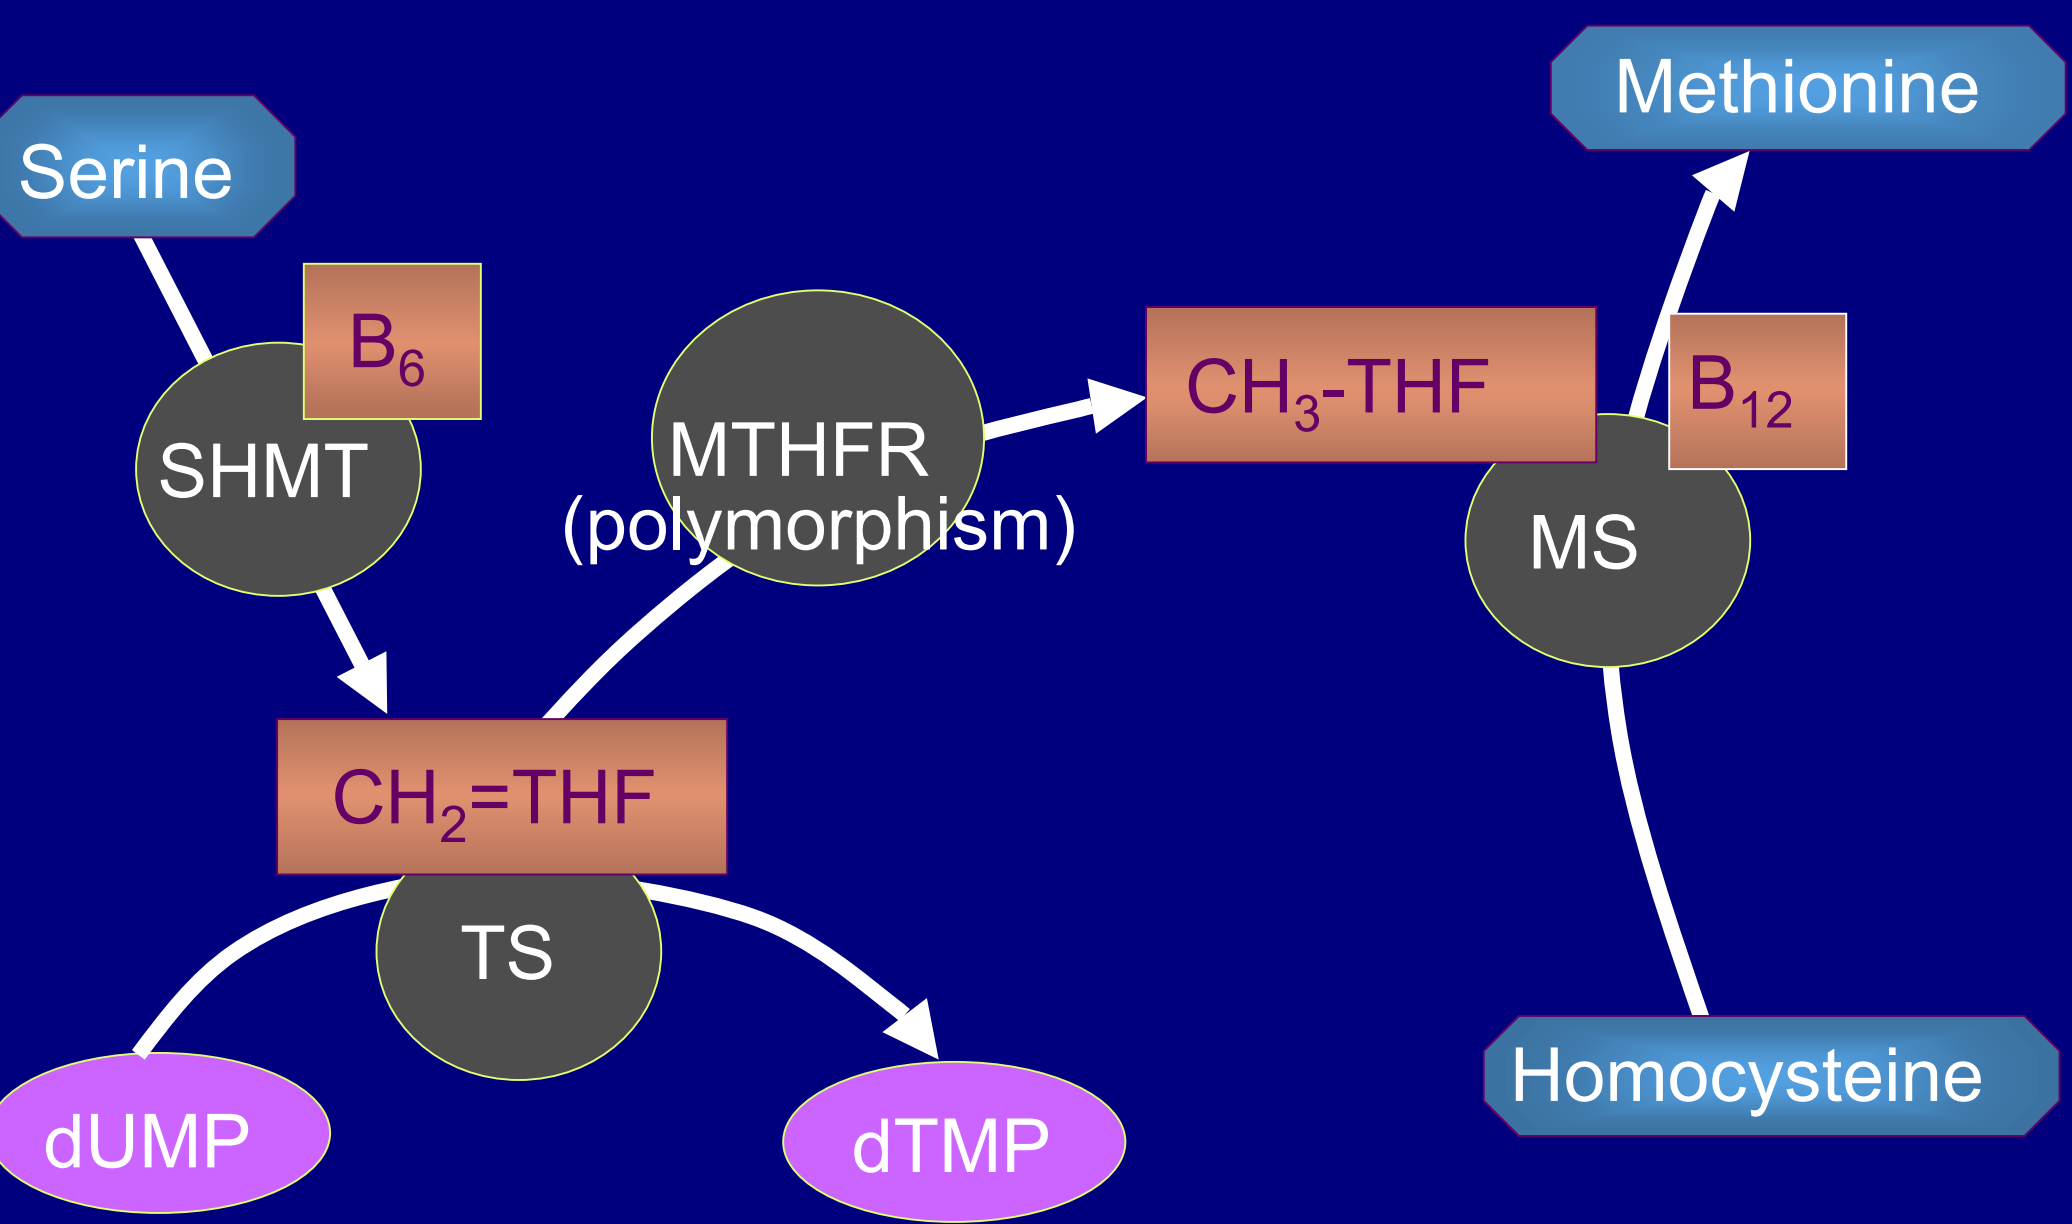 Methionine
Serine
B₆
CH₃-THF
B₁₂
SHMT
MTHFR
(polymorphism)
MS
CH₂=THF
TS
Homocysteine
dUMP
dTMP